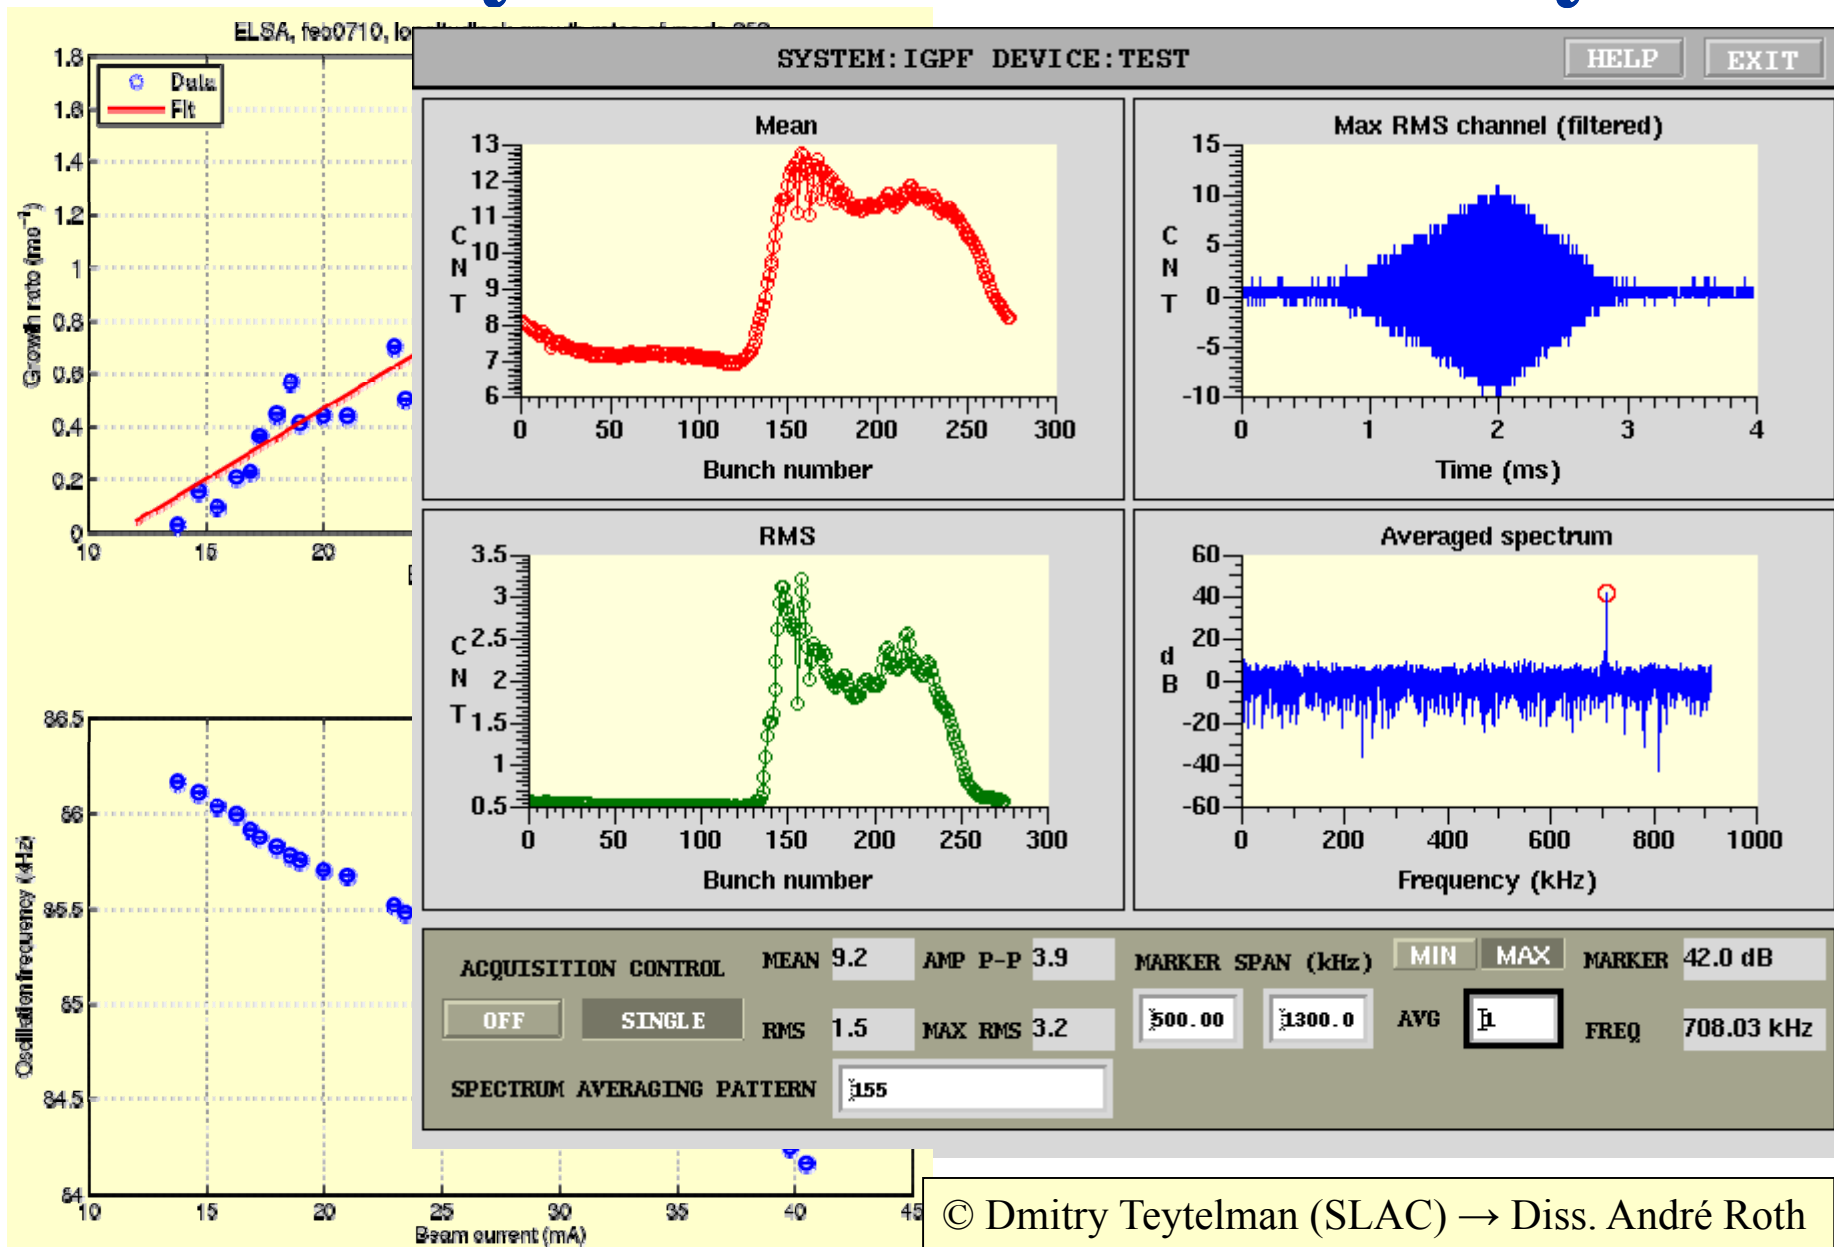 ELSA, feb0710, lo
1.8
1.6
1.4
1.2
1
0.8
0.6
0.4
0.2
0
Growth rate (ms⁻¹)
Data
Fit
10 15 20
86.5
86
85.5
85
84.5
84
Oscillation frequency (kHz)
10 15 20 25 30 35 40 45
Beam current (mA)
SYSTEM:IGPF DEVICE:TEST
HELP
EXIT
Mean
13
12
11
10
9
8
7
6
CNT
0 50 100 150 200 250 300
Bunch number
Max RMS channel (filtered)
15
10
5
0
-5
-10
CNT
0 1 2 3 4
Time (ms)
RMS
3.5
3
2.5
2
1.5
1
0.5
CNT
0 50 100 150 200 250 300
Bunch number
Averaged spectrum
60
40
20
0
-20
-40
-60
dB
0 200 400 600 800 1000
Frequency (kHz)
ACQUISITION CONTROL
OFF
SINGLE
MEAN 9.2
AMP P-P 3.9
RMS 1.5
MAX RMS 3.2
SPECTRUM AVERAGING PATTERN 155
MARKER SPAN (kHz)
500.00
1300.0
MIN
MAX
AVG 1
MARKER 42.0 dB
FREQ 708.03 kHz
© Dmitry Teytelman (SLAC) → Diss. André Roth